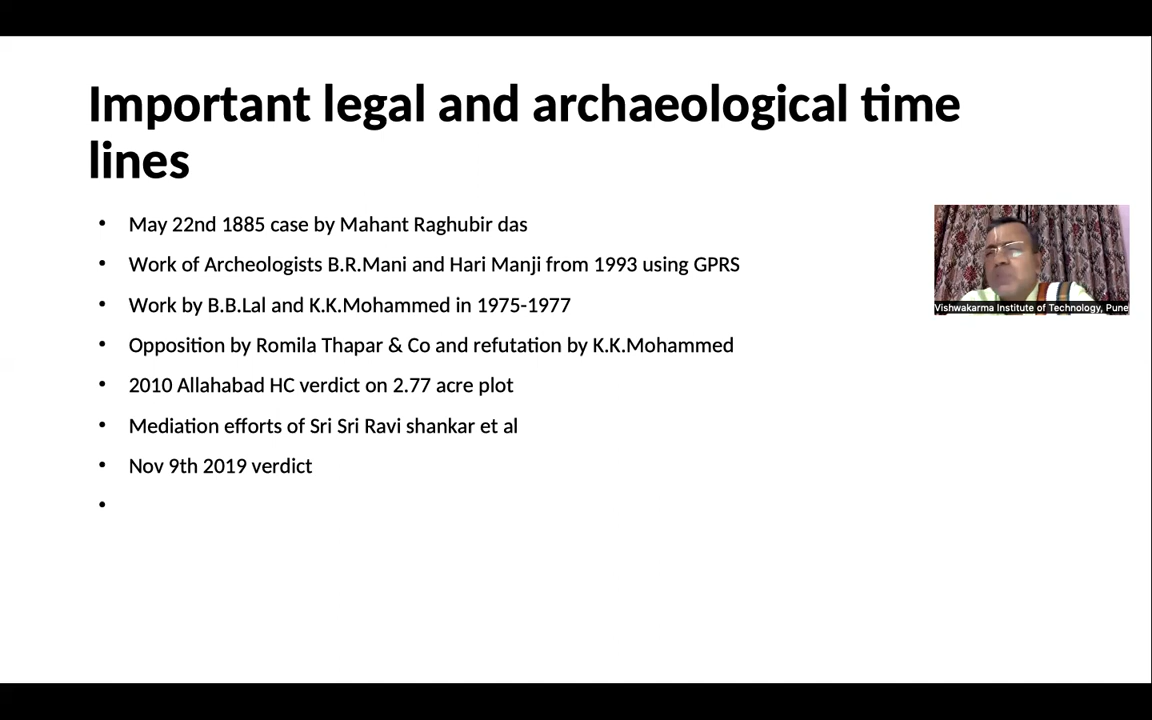 Important legal and archaeological time
lines
• May 22nd 1885 case by Mahant Raghubir das
• Work of Archeologists B.R.Mani and Hari Manji from 1993 using GPRS
• Work by B.B.Lal and K.K.Mohammed in 1975-1977
• Opposition by Romila Thapar & Co and refutation by K.K.Mohammed
• 2010 Allahabad HC verdict on 2.77 acre plot
• Mediation efforts of Sri Sri Ravi shankar et al
• Nov 9th 2019 verdict
•
Vishwakarma Institute of Technology, Pune